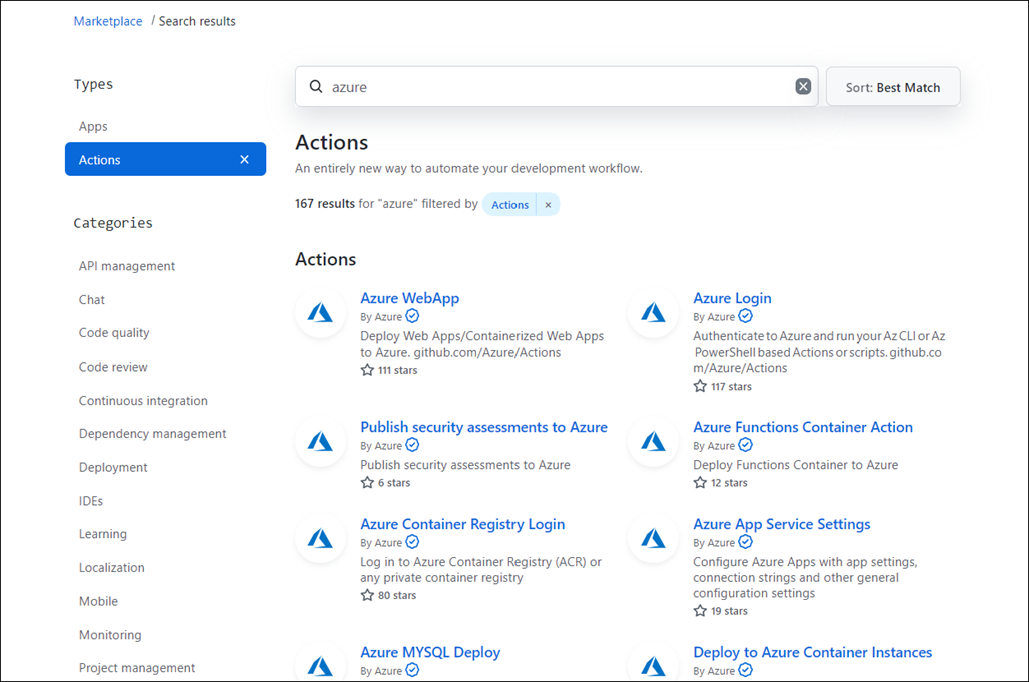 Marketplace / Search results
Types
Apps
Actions
Categories
API management
Chat
Code quality
Code review
Continuous integration
Dependency management
Deployment
IDEs
Learning
Localization
Mobile
Monitoring
Project management
azure
Sort: Best Match
Actions
An entirely new way to automate your development workflow.
167 results for "azure" filtered by Actions ×
Actions
Azure WebApp
By Azure
Deploy Web Apps/Containerized Web Apps
to Azure. github.com/Azure/Actions
111 stars
Azure Login
By Azure
Authenticate to Azure and run your Az CLI or Az
PowerShell based Actions or scripts. github.co
m/Azure/Actions
117 stars
Publish security assessments to Azure
By Azure
Publish security assessments to Azure
6 stars
Azure Functions Container Action
By Azure
Deploy Functions Container to Azure
12 stars
Azure Container Registry Login
By Azure
Log in to Azure Container Registry (ACR) or
any private container registry
80 stars
Azure App Service Settings
By Azure
Configure Azure Apps with app settings,
connection strings and other general
configuration settings
19 stars
Azure MYSQL Deploy
By Azure
Deploy to Azure Container Instances
By Azure